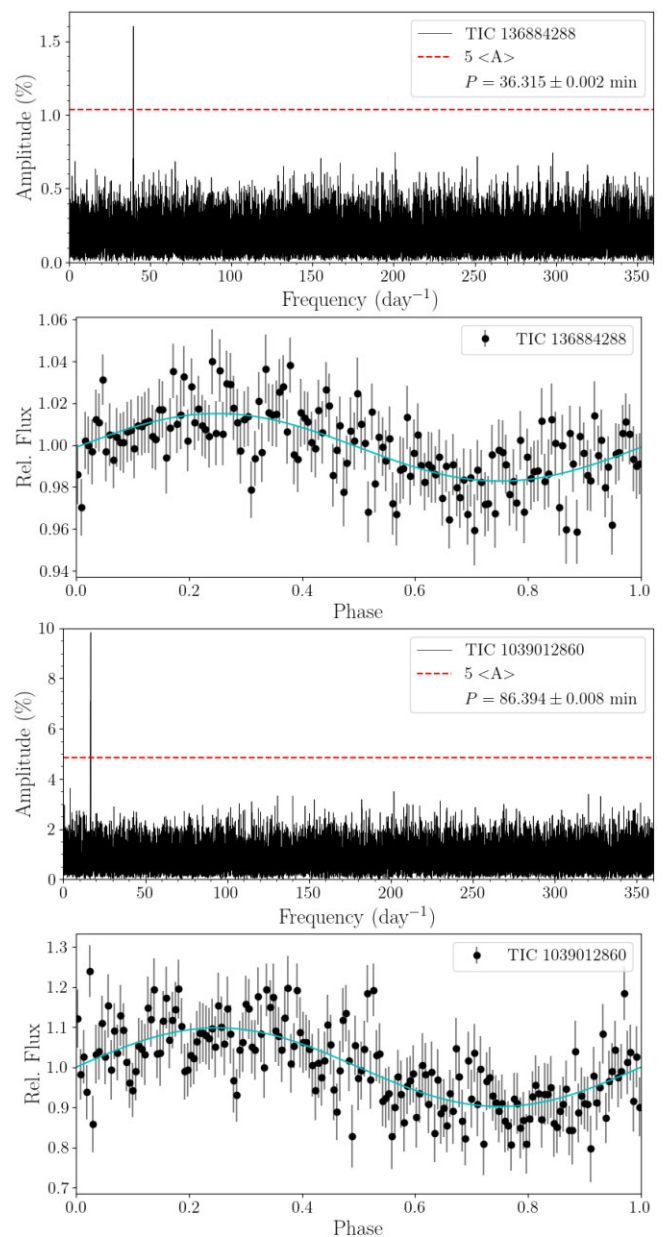 TIC 136884288
5 <A>
P = 36.315 ± 0.002 min
Amplitude (%)
1.5
1.0
0.5
0.0
0 50 100 150 200 250 300 350
Frequency (day⁻¹)
TIC 136884288
Rel. Flux
1.06
1.04
1.02
1.00
0.98
0.96
0.94
0.0 0.2 0.4 0.6 0.8 1.0
Phase
TIC 1039012860
5 <A>
P = 86.394 ± 0.008 min
Amplitude (%)
10
8
6
4
2
0
0 50 100 150 200 250 300 350
Frequency (day⁻¹)
TIC 1039012860
Rel. Flux
1.3
1.2
1.1
1.0
0.9
0.8
0.7
0.0 0.2 0.4 0.6 0.8 1.0
Phase